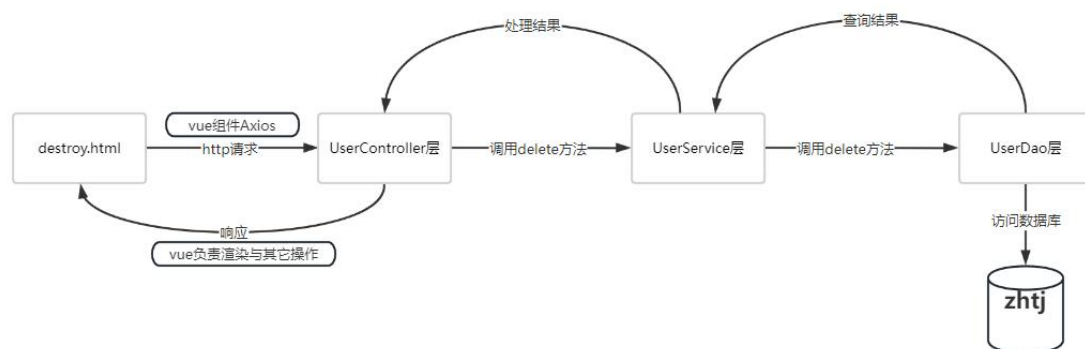 处理结果
查询结果
vue组件Axios
destroy.html
http请求
UserController层
调用delete方法
UserService层
调用delete方法
UserDao层
响应
vue负责渲染与其它操作
访问数据库
zhtj